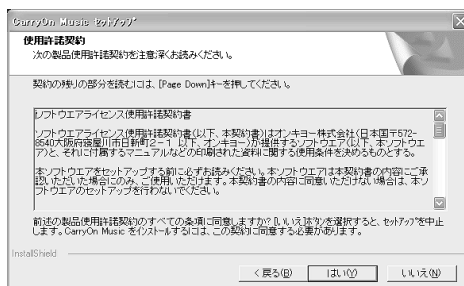 CarryOn Music ｾｯﾄｱｯﾌﾟ
使用許諾契約
次の製品使用許諾契約を注意深くお読みください。
契約の残りの部分を読むには、[Page Down]キーを押してください。
ソフトウエアライセンス使用許諾契約書
ソフトウエアライセンス使用許諾契約書(以下、本契約書)はオンキヨー株式会社(日本国〒572-
8540大阪府寝屋川市日新町2－1 以下、オンキヨー)が提供するソフトウエア(以下、本ソフトウエ
ア)と、それに付属するマニュアルなどの印刷された資料に関する使用条件を決めるものとする。
本ソフトウエアをセットアップする前に必ずお読みください。本ソフトウエアは本契約書の内容にご承
認いただいた場合にのみ、ご使用いただけます。本契約書の内容に同意いただけない場合は、本ソ
フトウエアのセットアップを行わないでください。
前述の製品使用許諾契約のすべての条項に同意しますか? [いいえ]ﾎﾞﾀﾝを選択すると、ｾｯﾄｱｯﾌﾟを中止
します。CarryOn Music をｲﾝｽﾄｰﾙするには、この契約に同意する必要があります。
InstallShield
< 戻る(B)
はい(Y)
いいえ(N)